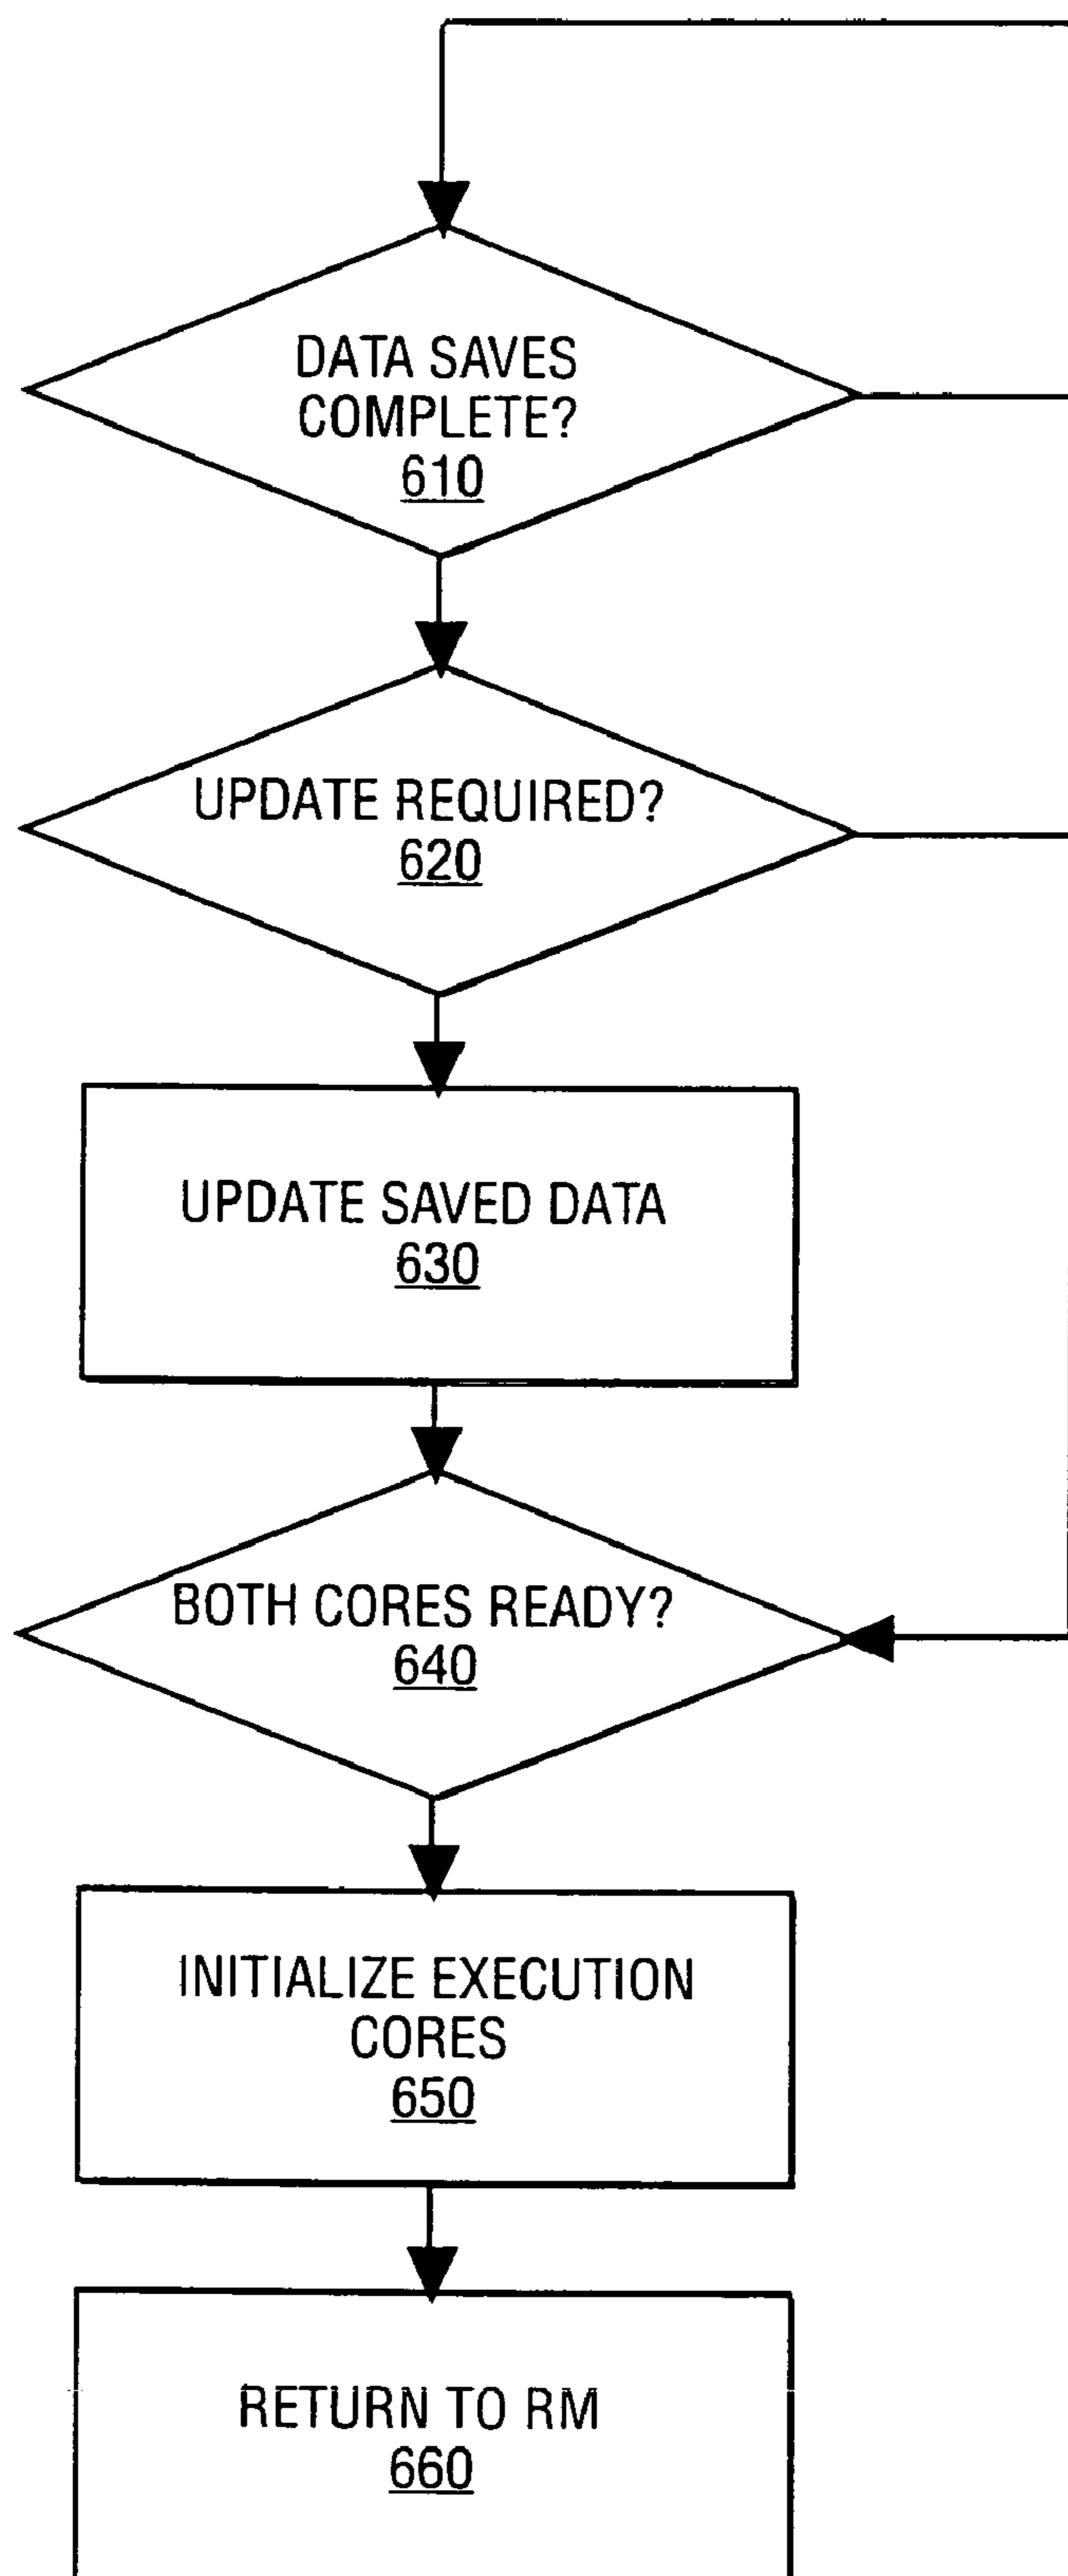 DATA SAVES
COMPLETE?
610
UPDATE REQUIRED?
620
UPDATE SAVED DATA
630
BOTH CORES READY?
640
INITIALIZE EXECUTION
CORES
650
RETURN TO RM
660